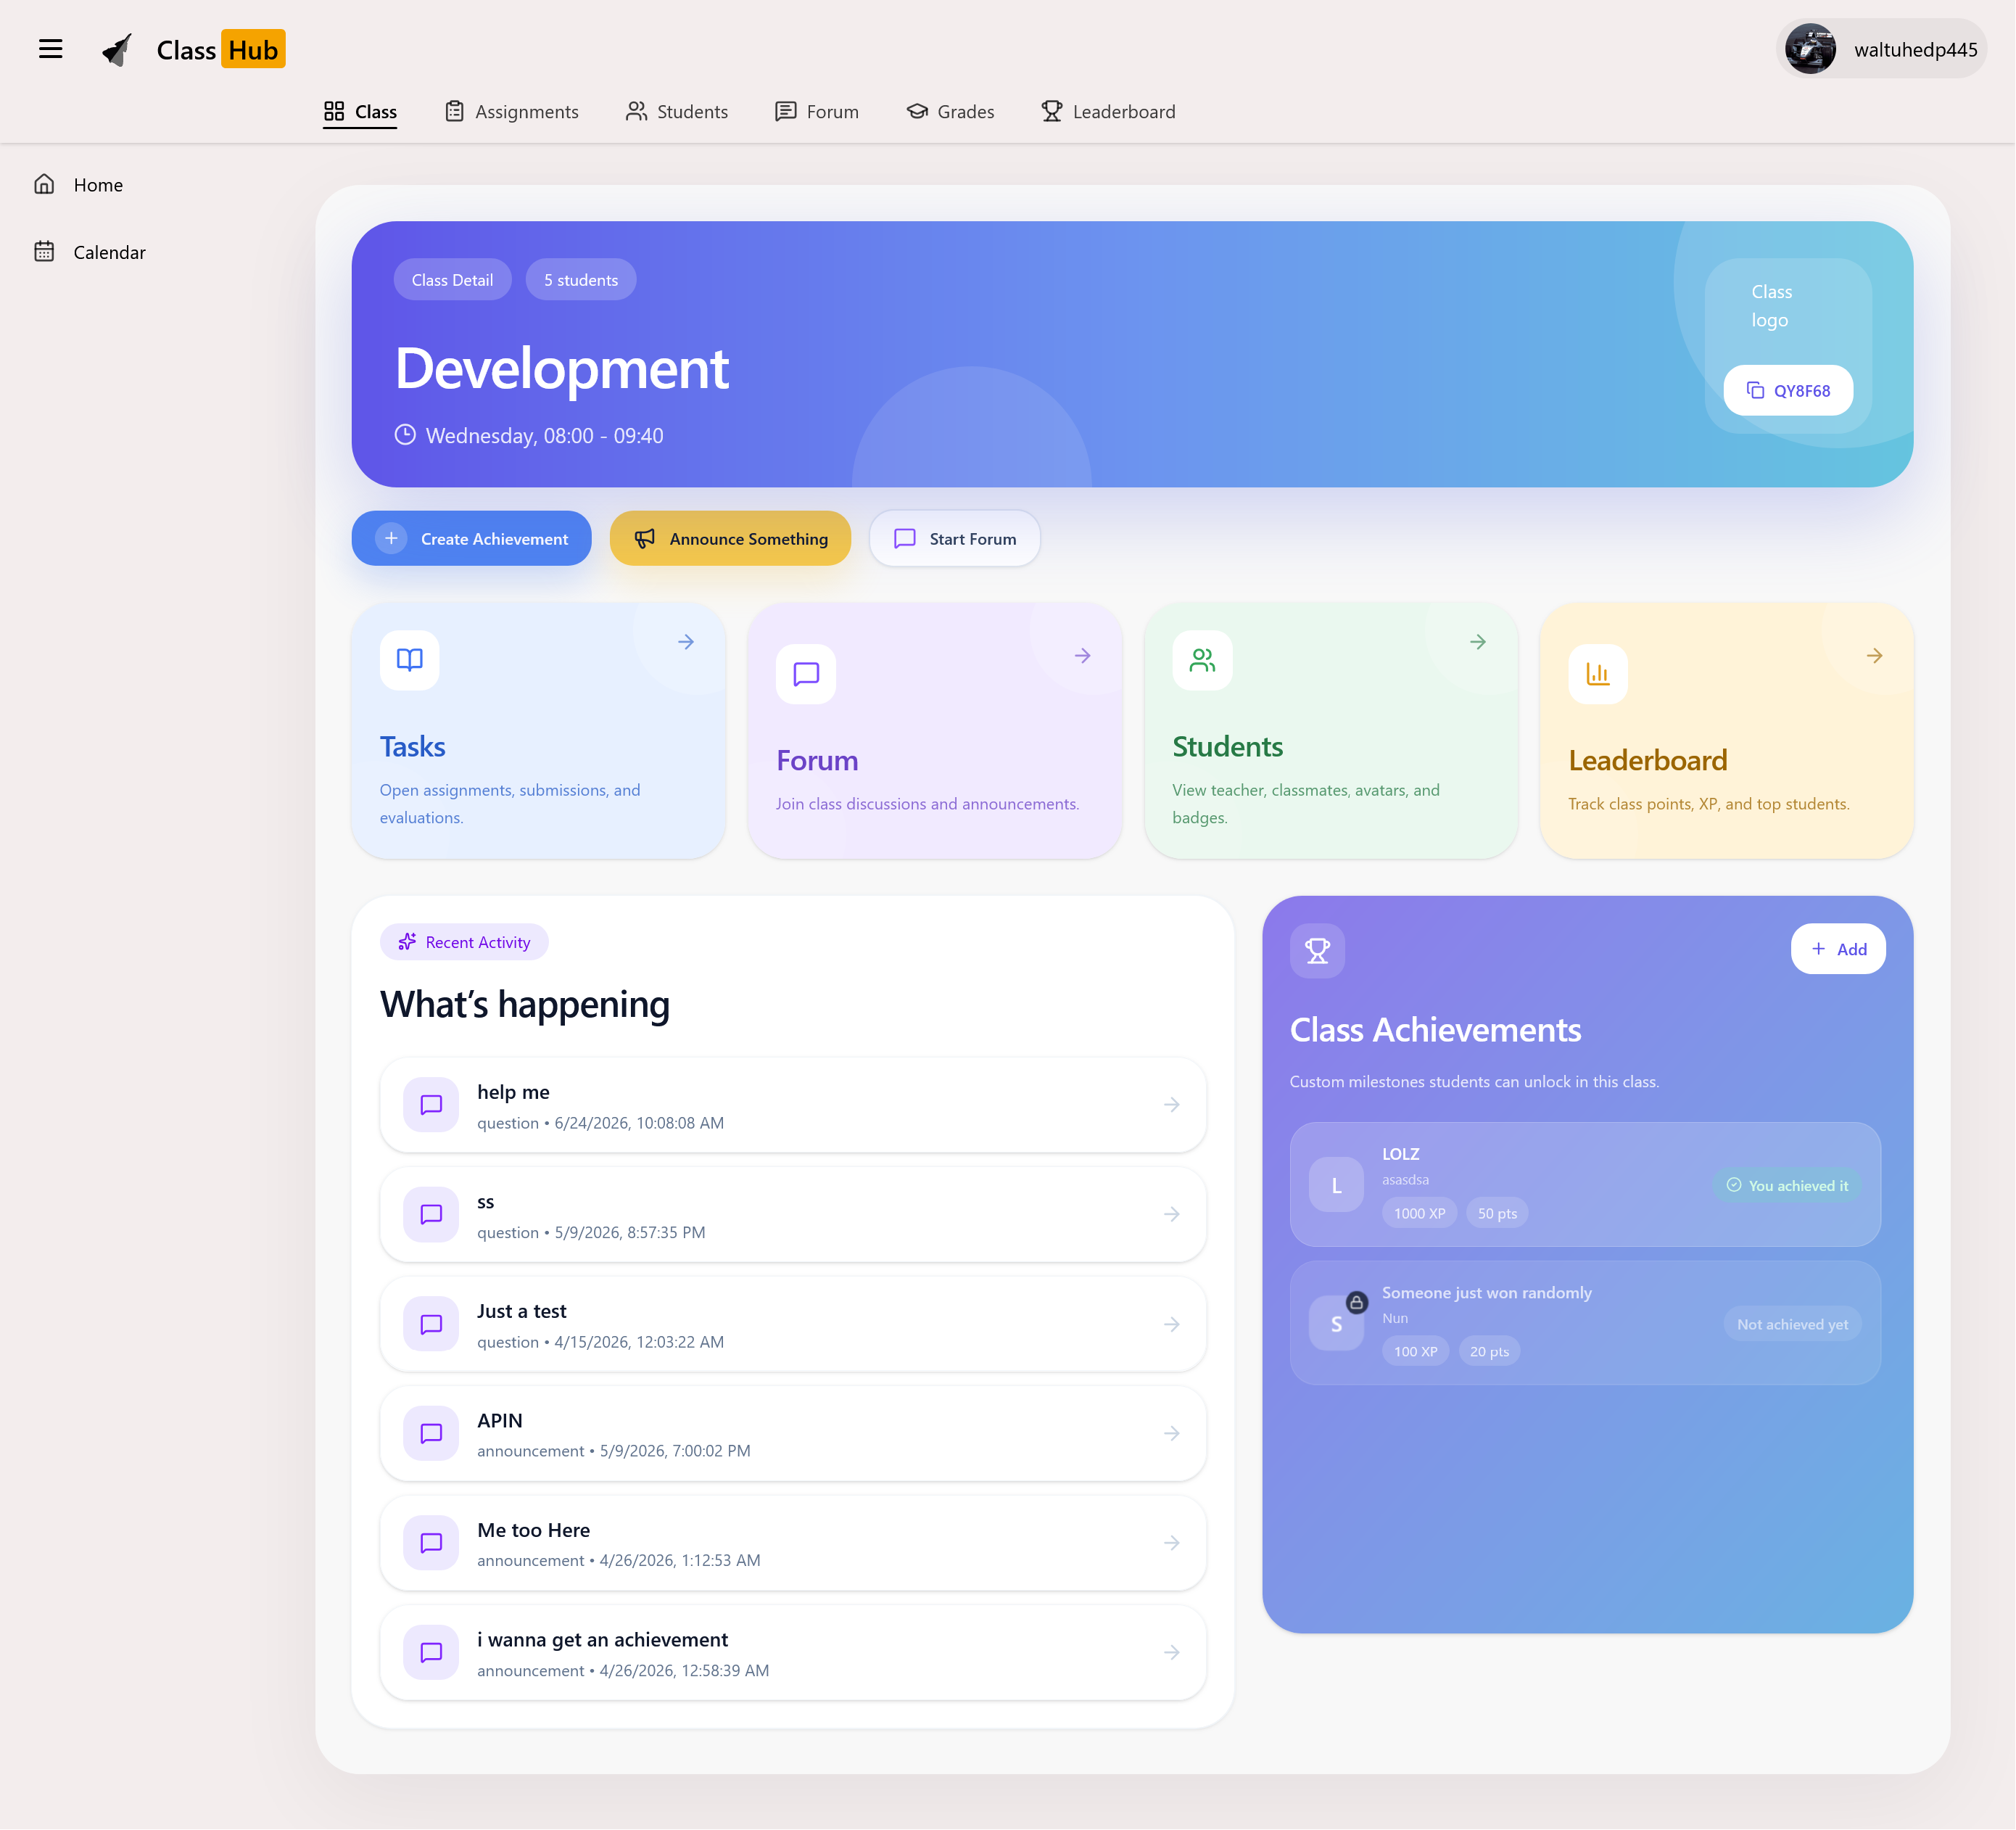 Class Hub
waltuhedp445
Class
Assignments
Students
Forum
Grades
Leaderboard
Home
Calendar
Class Detail
5 students
Development
Wednesday, 08:00 - 09:40
Class
logo
QY8F68
Create Achievement
Announce Something
Start Forum
Tasks
Open assignments, submissions, and
evaluations.
Forum
Join class discussions and announcements.
Students
View teacher, classmates, avatars, and
badges.
Leaderboard
Track class points, XP, and top students.
Recent Activity
What’s happening
help me
question • 6/24/2026, 10:08:08 AM
ss
question • 5/9/2026, 8:57:35 PM
Just a test
question • 4/15/2026, 12:03:22 AM
APIN
announcement • 5/9/2026, 7:00:02 PM
Me too Here
announcement • 4/26/2026, 1:12:53 AM
i wanna get an achievement
announcement • 4/26/2026, 12:58:39 AM
Add
Class Achievements
Custom milestones students can unlock in this class.
L
LOLZ
asasdsa
1000 XP
50 pts
You achieved it
S
Someone just won randomly
Nun
100 XP
20 pts
Not achieved yet